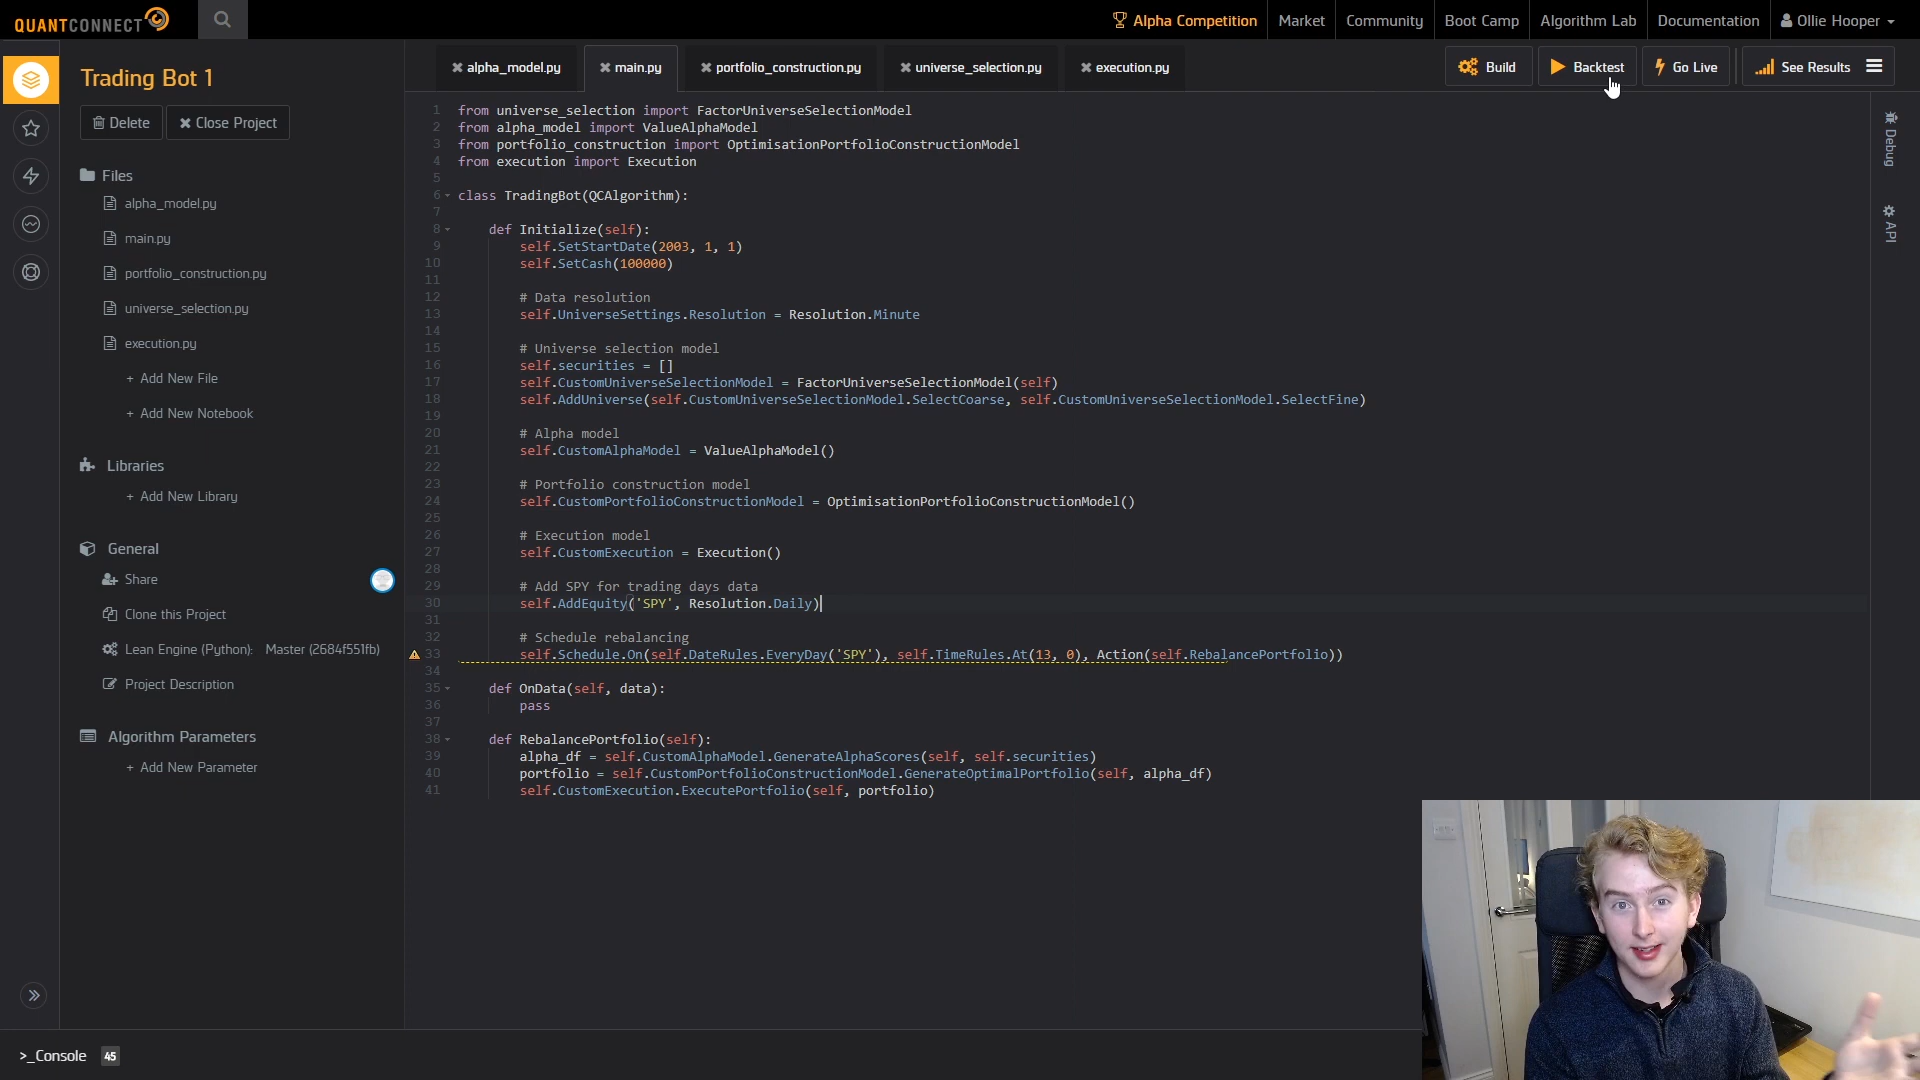 QUANTCONNECT
Alpha Competition
Market
Community
Boot Camp
Algorithm Lab
Documentation
Ollie Hooper
Trading Bot 1
Delete
Close Project
Files
alpha_model.py
main.py
portfolio_construction.py
universe_selection.py
execution.py
+ Add New File
+ Add New Notebook
Libraries
+ Add New Library
General
Share
Clone this Project
Lean Engine (Python): Master (2684f551fb)
Project Description
Algorithm Parameters
+ Add New Parameter
>_Console 45
alpha_model.py
main.py
portfolio_construction.py
universe_selection.py
execution.py
Build
Backtest
Go Live
See Results
Debug
API
1 from universe_selection import FactorUniverseSelectionModel
2 from alpha_model import ValueAlphaModel
3 from portfolio_construction import OptimisationPortfolioConstructionModel
4 from execution import Execution
5
6 class TradingBot(QCAlgorithm):
7
8 def Initialize(self):
9 self.SetStartDate(2003, 1, 1)
10 self.SetCash(100000)
11
12 # Data resolution
13 self.UniverseSettings.Resolution = Resolution.Minute
14
15 # Universe selection model
16 self.securities = []
17 self.CustomUniverseSelectionModel = FactorUniverseSelectionModel(self)
18 self.AddUniverse(self.CustomUniverseSelectionModel.SelectCoarse, self.CustomUniverseSelectionModel.SelectFine)
19
20 # Alpha model
21 self.CustomAlphaModel = ValueAlphaModel()
22
23 # Portfolio construction model
24 self.CustomPortfolioConstructionModel = OptimisationPortfolioConstructionModel()
25
26 # Execution model
27 self.CustomExecution = Execution()
28
29 # Add SPY for trading days data
30 self.AddEquity('SPY', Resolution.Daily)
31
32 # Schedule rebalancing
33 self.Schedule.On(self.DateRules.EveryDay('SPY'), self.TimeRules.At(13, 0), Action(self.RebalancePortfolio))
34
35 def OnData(self, data):
36 pass
37
38 def RebalancePortfolio(self):
39 alpha_df = self.CustomAlphaModel.GenerateAlphaScores(self, self.securities)
40 portfolio = self.CustomPortfolioConstructionModel.GenerateOptimalPortfolio(self, alpha_df)
41 self.CustomExecution.ExecutePortfolio(self, portfolio)